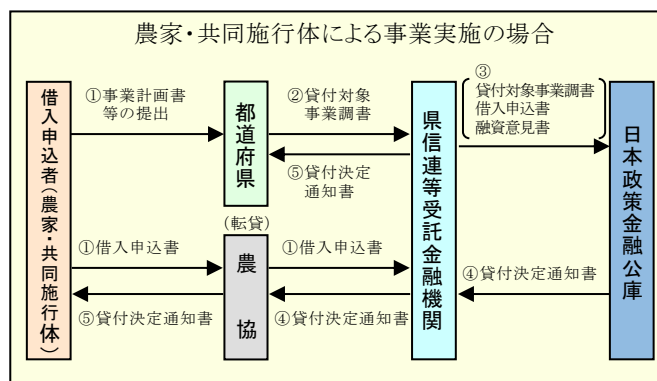 農家・共同施行体による事業実施の場合
借入申込者(農家・共同施行体)
①事業計画書
等の提出
都道府県
②貸付対象
事業調書
⑤貸付決定
通知書
県信連等受託金融機関
③
貸付対象事業調書
借入申込書
融資意見書
日本政策金融公庫
①借入申込書
⑤貸付決定通知書
(転貸)
農協
①借入申込書
④貸付決定通知書
④貸付決定通知書